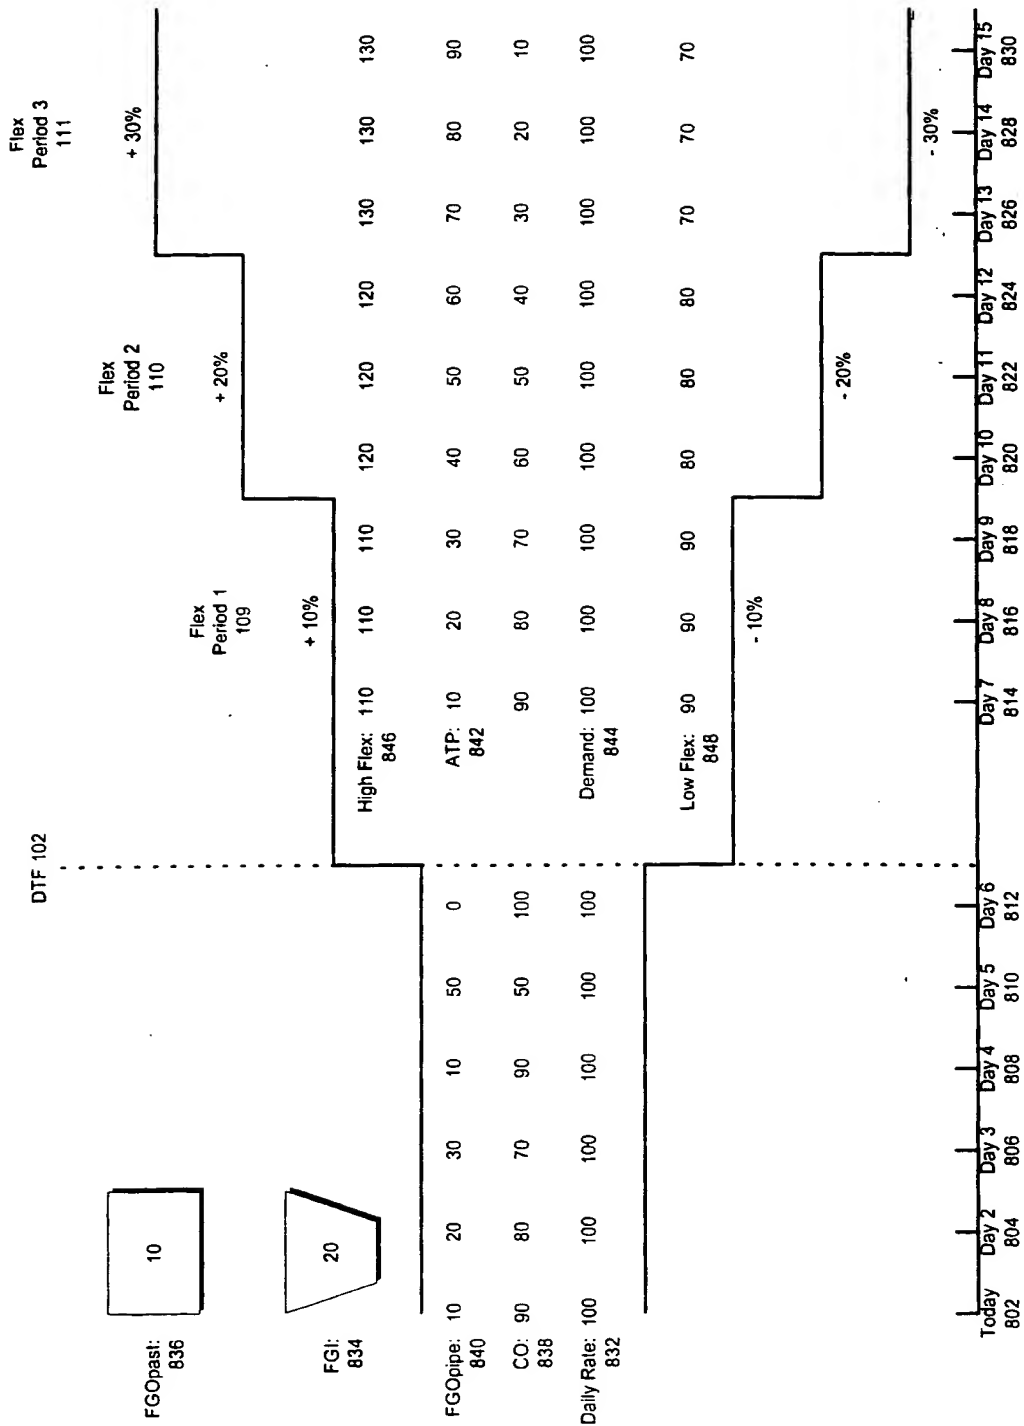 DTF 102
Flex
Period 1
109
Flex
Period 2
110
Flex
Period 3
111
+ 10%
+ 20%
+ 30%
FGOpast:
836
10
FGI:
834
20
High Flex: 110 110 110 120 120 120 130 130 130
846
FGOpipe: 10 20 30 10 50 0
840
ATP: 10 20 30 40 50 60 70 80 90
842
CO: 90 80 70 90 50 100 90 80 70 60 50 40 30 20 10
838
Daily Rate: 100 100 100 100 100 100
832
Demand: 100 100 100 100 100 100 100 100 100
844
Low Flex: 90 90 90 80 80 80 70 70 70
848
- 10%
- 20%
- 30%
Today Day 2 Day 3 Day 4 Day 5 Day 6 Day 7 Day 8 Day 9 Day 10 Day 11 Day 12 Day 13 Day 14 Day 15
802 804 806 808 810 812 814 816 818 820 822 824 826 828 830